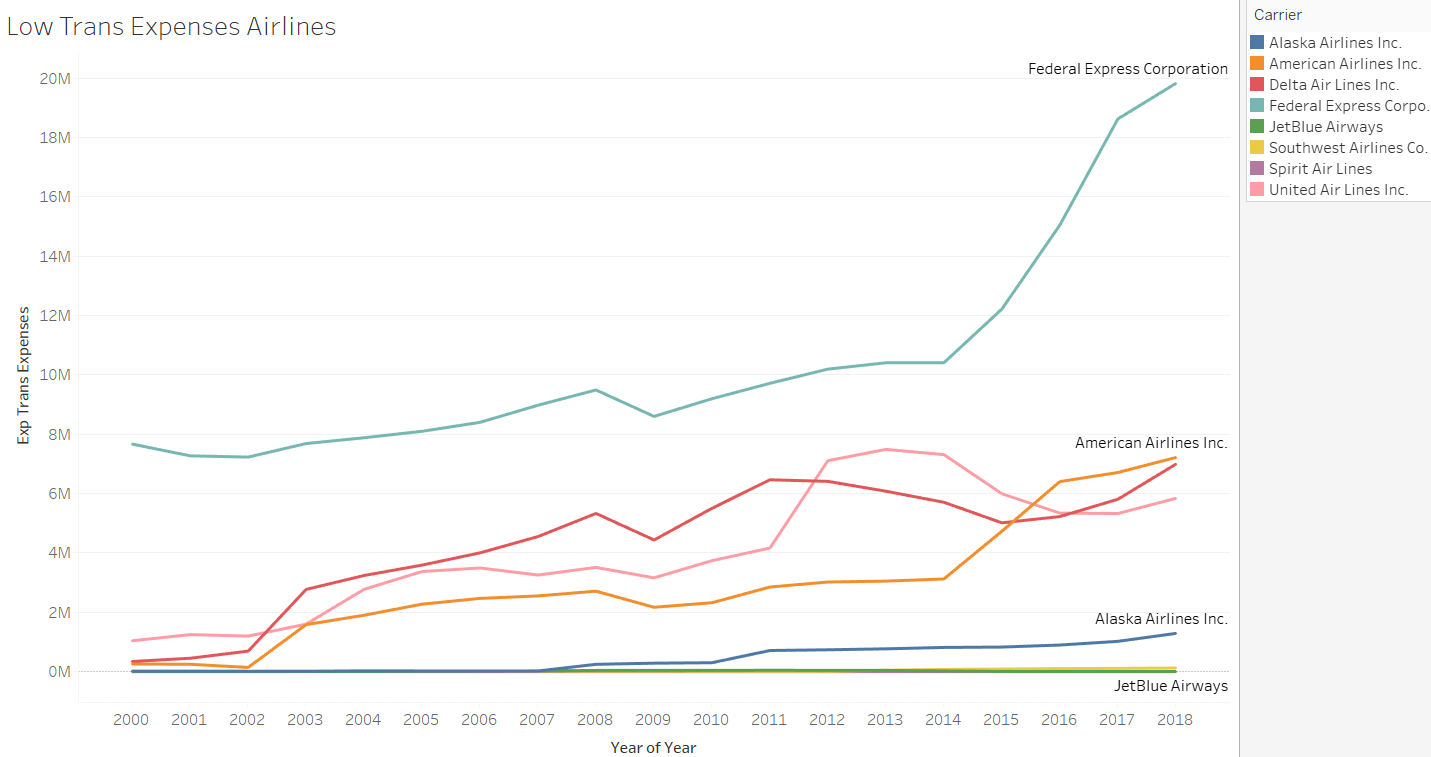 Low Trans Expenses Airlines
Carrier
Alaska Airlines Inc.
American Airlines Inc.
Delta Air Lines Inc.
Federal Express Corpo.
JetBlue Airways
Southwest Airlines Co.
Spirit Air Lines
United Air Lines Inc.
Exp Trans Expenses
20M
18M
16M
14M
12M
10M
8M
6M
4M
2M
0M
Federal Express Corporation
American Airlines Inc.
Alaska Airlines Inc.
JetBlue Airways
2000 2001 2002 2003 2004 2005 2006 2007 2008 2009 2010 2011 2012 2013 2014 2015 2016 2017 2018
Year of Year